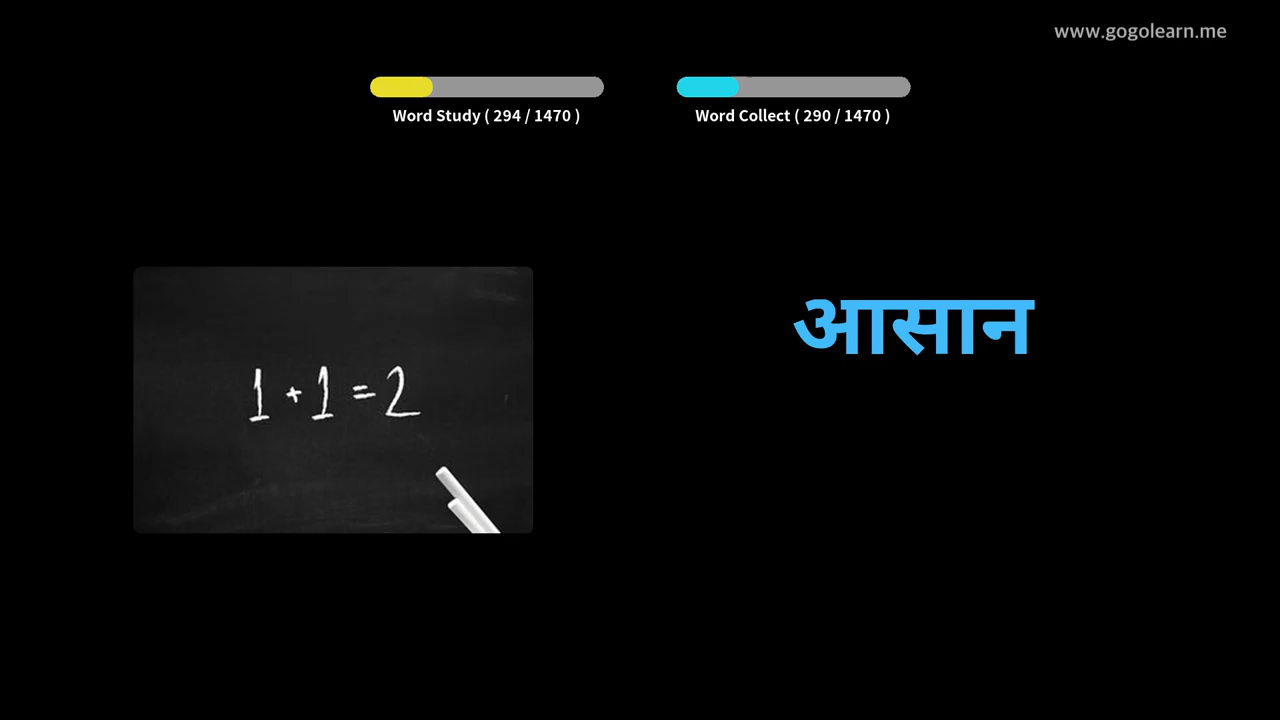 www.gogolearn.me
Word Study ( 294 / 1470 )
Word Collect ( 290 / 1470 )
1 + 1 = 2
आसान